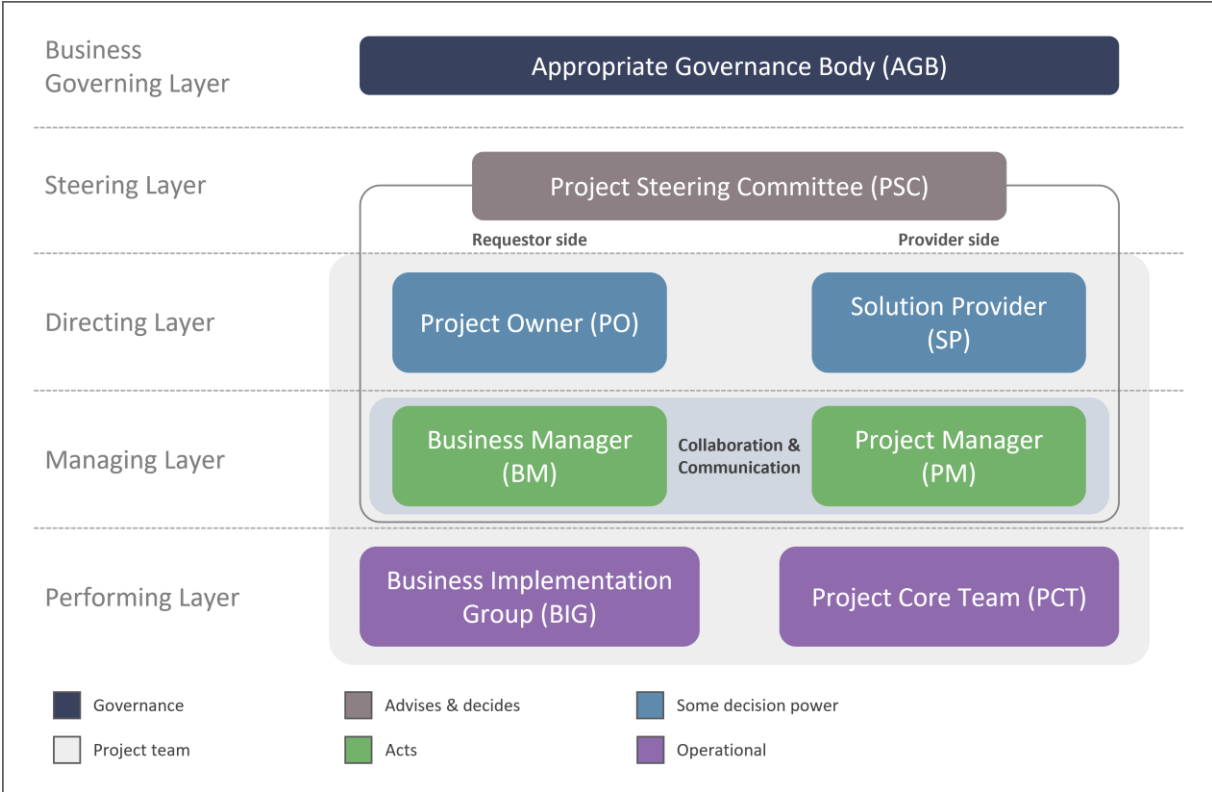 Business
Governing Layer
Appropriate Governance Body (AGB)
Steering Layer
Project Steering Committee (PSC)
Requestor side
Provider side
Directing Layer
Project Owner (PO)
Solution Provider
(SP)
Managing Layer
Business Manager
(BM)
Collaboration &
Communication
Project Manager
(PM)
Performing Layer
Business Implementation
Group (BIG)
Project Core Team (PCT)
Governance
Advises & decides
Some decision power
Project team
Acts
Operational